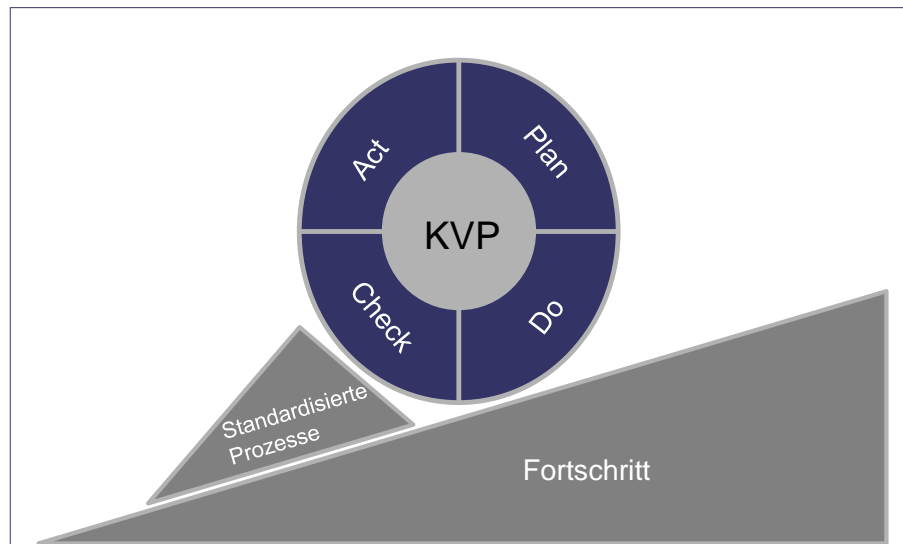 Act
Plan
KVP
Check
Do
Standardisierte
Prozesse
Fortschritt